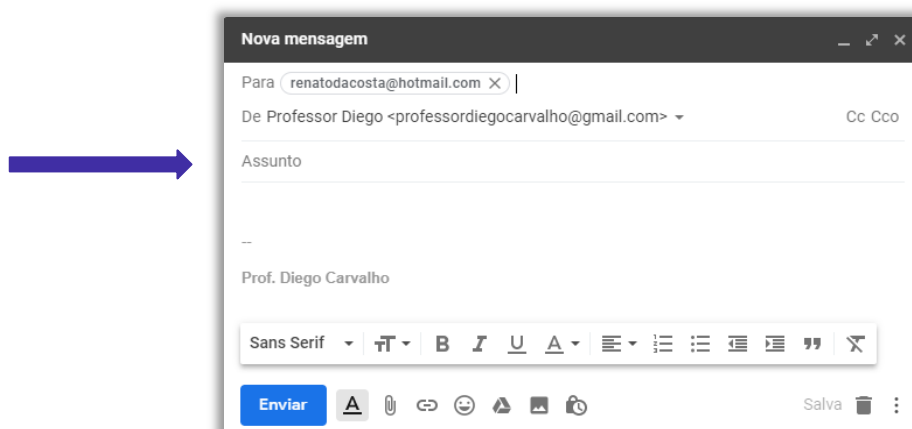 Nova mensagem
Para renatodacosta@hotmail.com
De Professor Diego <professordiegocarvalho@gmail.com> Cc Cco
Assunto
--
Prof. Diego Carvalho
Sans Serif B I U A
Enviar A Salva